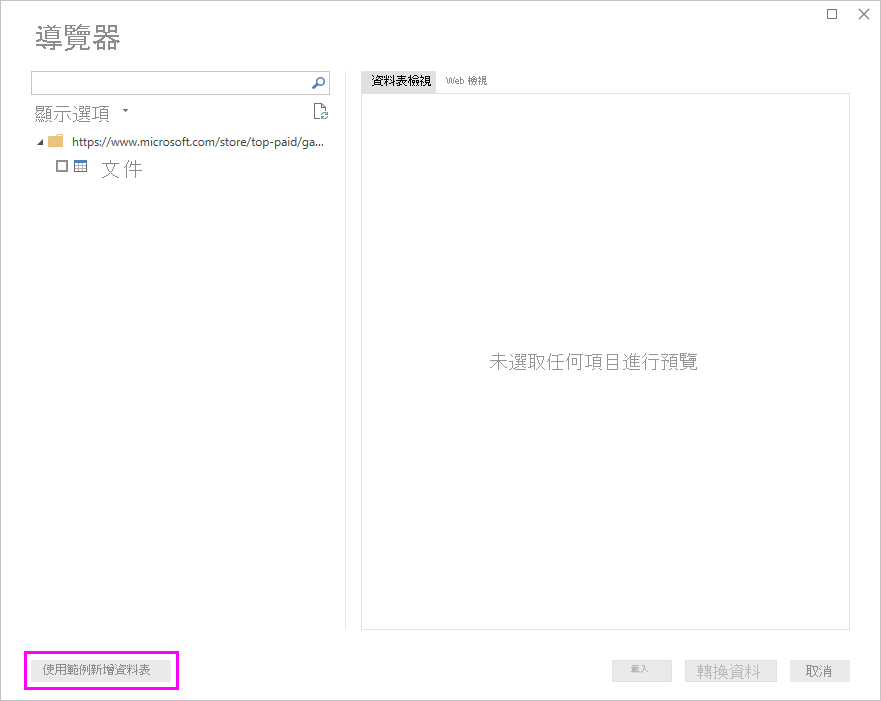 導覽器
資料表檢視 Web 檢視
顯示選項
https://www.microsoft.com/store/top-paid/ga...
文件
未選取任何項目進行預覽
使用範例新增資料表 載入 轉換資料 取消